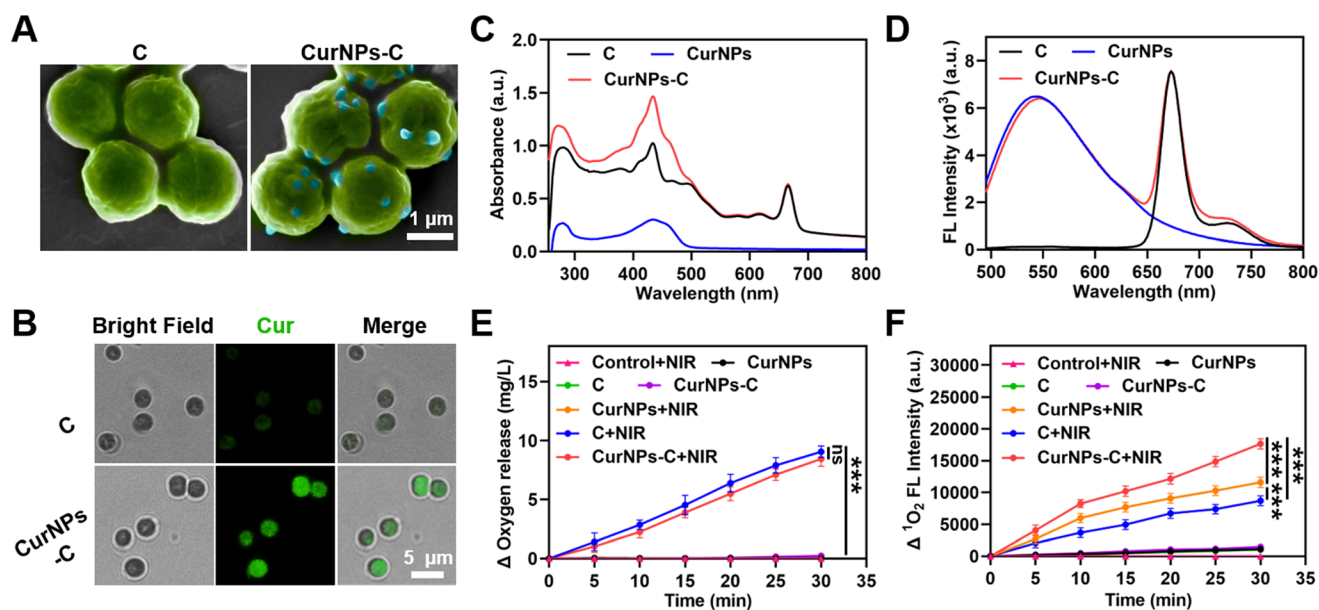 A
C
CurNPs-C
1 µm
B
Bright Field
Cur
Merge
C
CurNPs
-C
5 µm
C
C
CurNPs
CurNPs-C
Absorbance (a.u.)
2.0
1.5
1.0
0.5
0.0
300
400
500
600
700
800
Wavelength (nm)
D
C
CurNPs
CurNPs-C
FL Intensity (x10³) (a.u.)
8
6
4
2
0
500
550
600
650
700
750
800
Wavelength (nm)
E
Control+NIR
CurNPs
C
CurNPs-C
CurNPs+NIR
C+NIR
CurNPs-C+NIR
Δ Oxygen release (mg/L)
15
10
5
0
0
5
10
15
20
25
30
35
Time (min)
ns
***
F
Control+NIR
CurNPs
C
CurNPs-C
CurNPs+NIR
C+NIR
CurNPs-C+NIR
Δ ¹O₂ FL Intensity (a.u.)
30000
25000
20000
15000
10000
5000
0
0
5
10
15
20
25
30
35
Time (min)
***
***
***